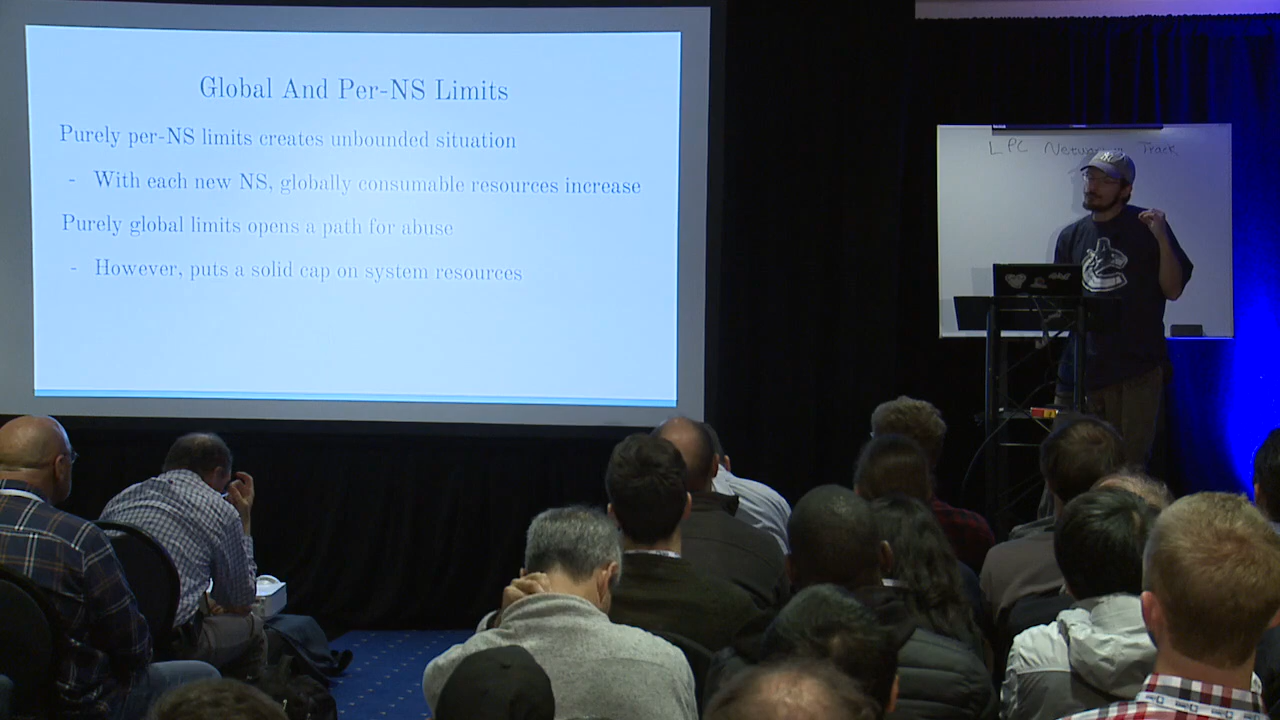 Global And Per-NS Limits
Purely per-NS limits creates unbounded situation
- With each new NS, globally consumable resources increase
Purely global limits opens a path for abuse
- However, puts a solid cap on system resources
LPC Networking Track